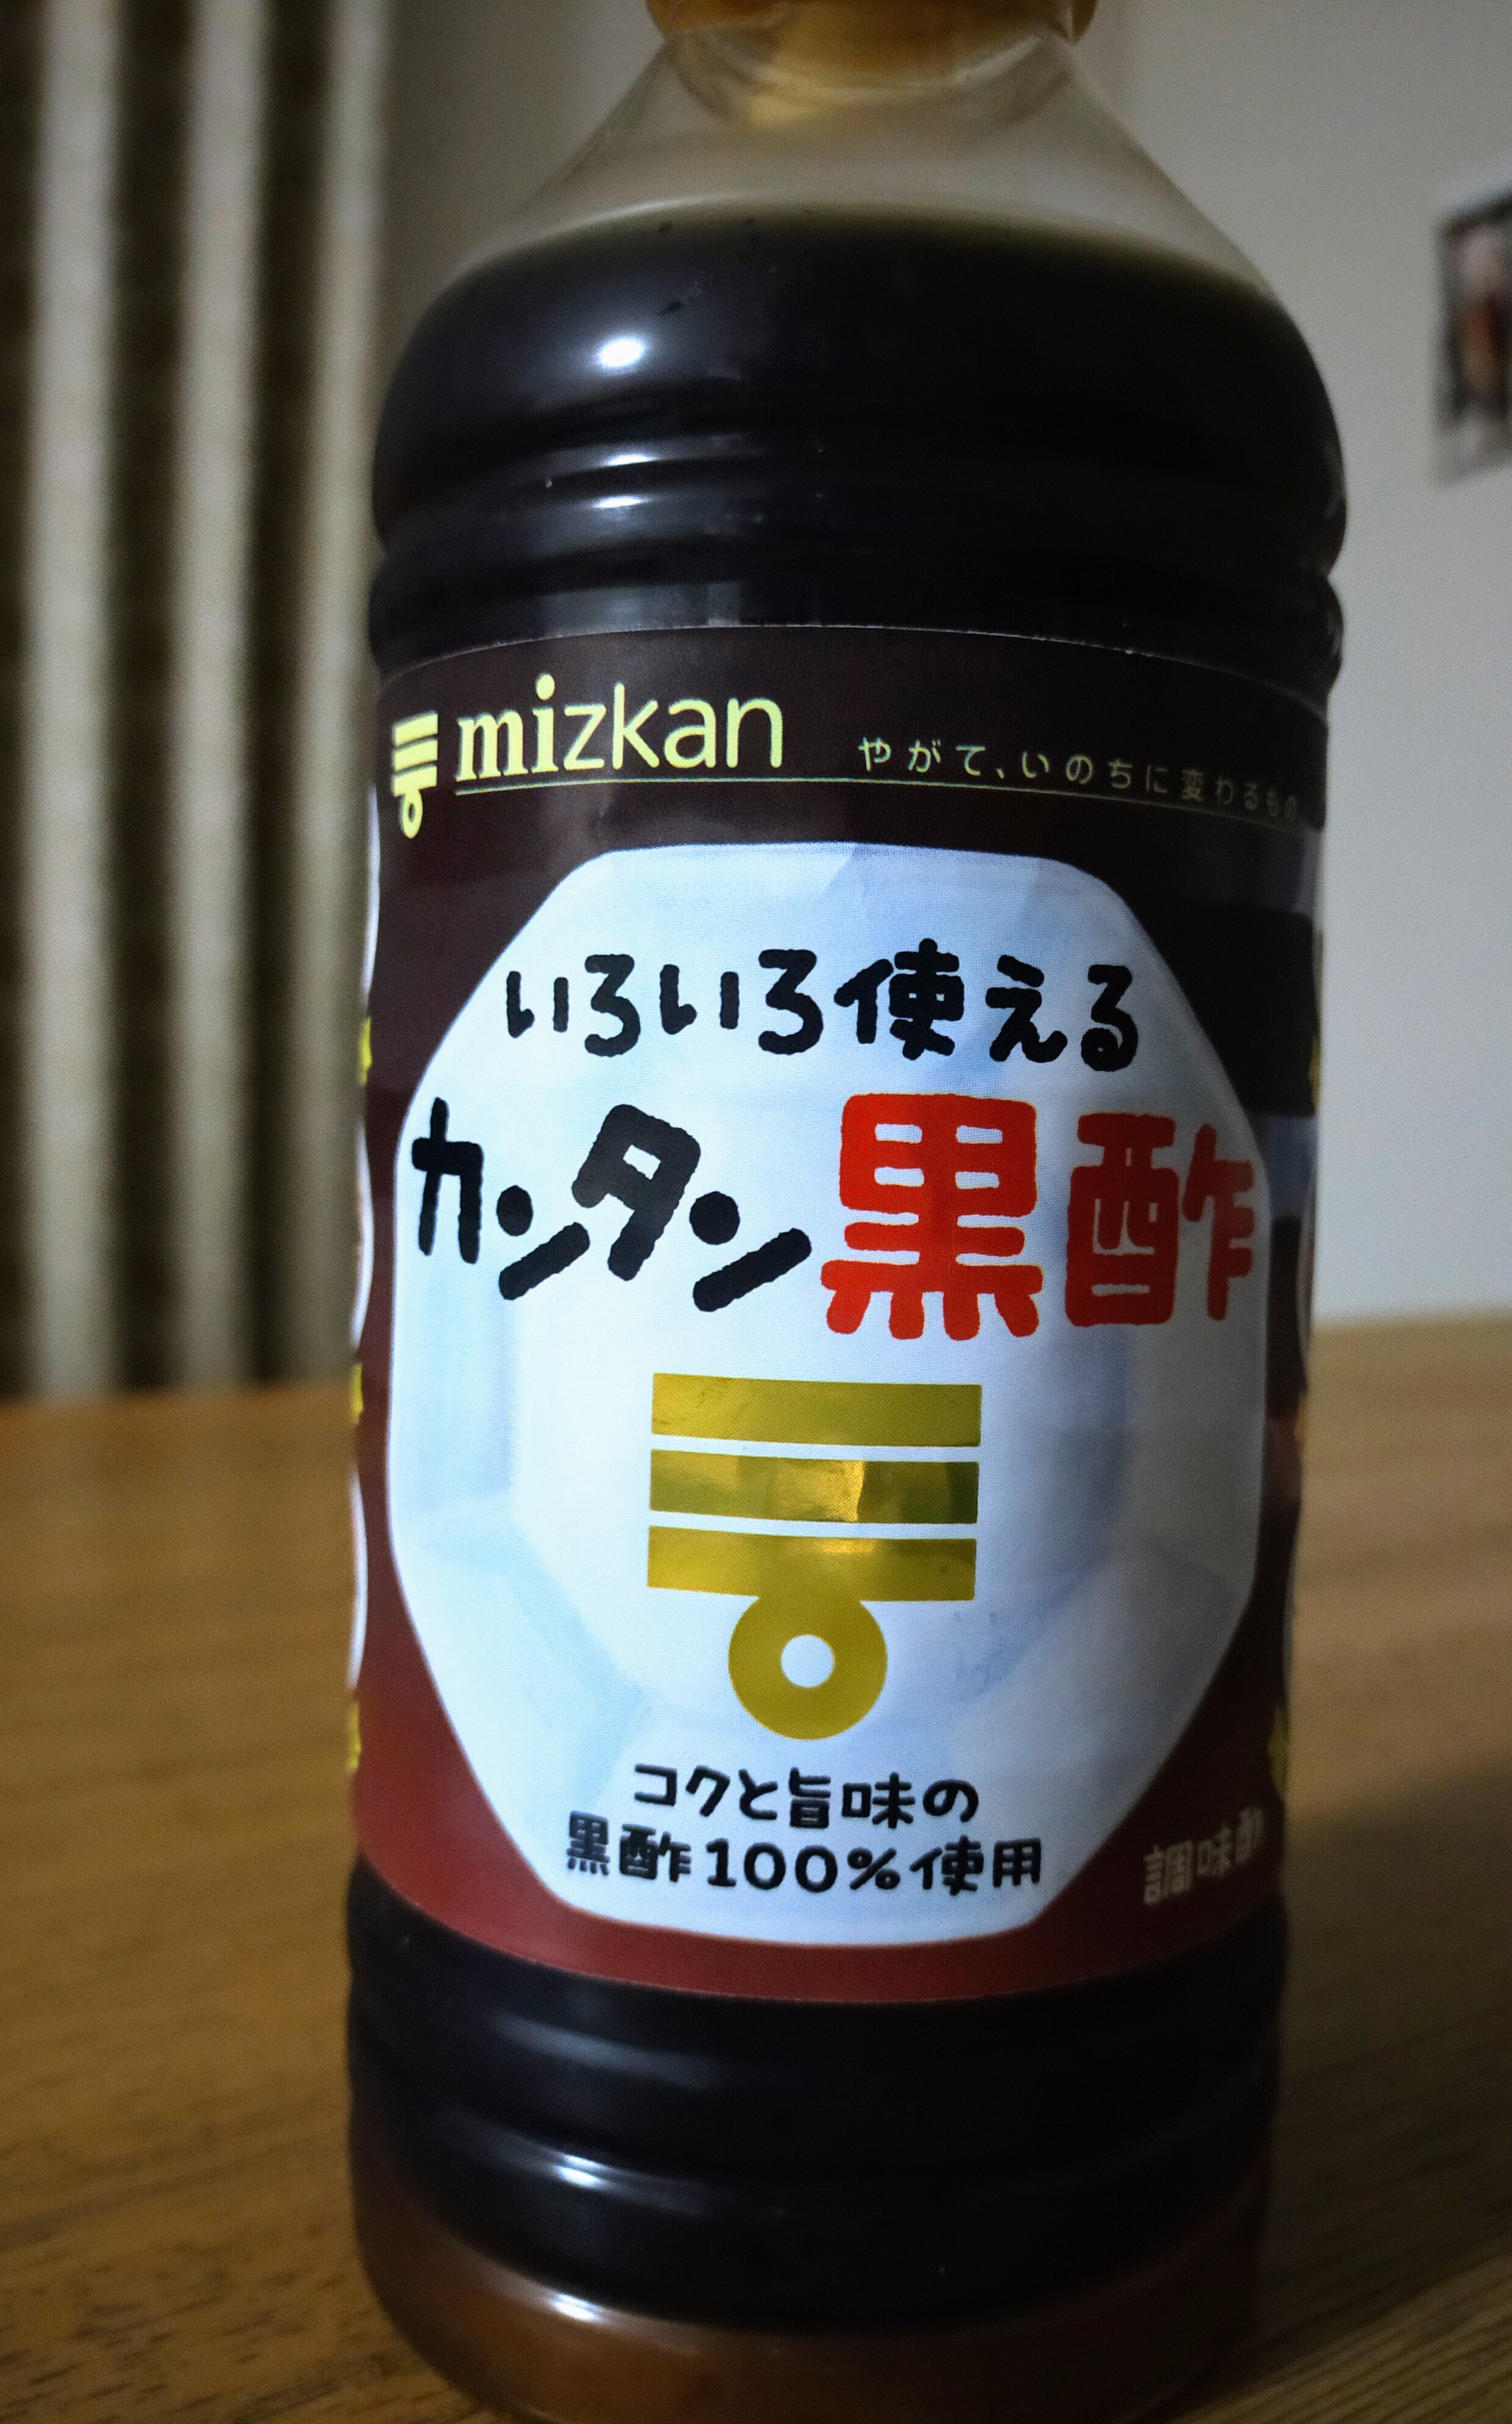 mizkan
やがて、いのちに変わるもの。
いろいろ使える
カンタン黒酢
コクと旨味の
黒酢100%使用
調味酢